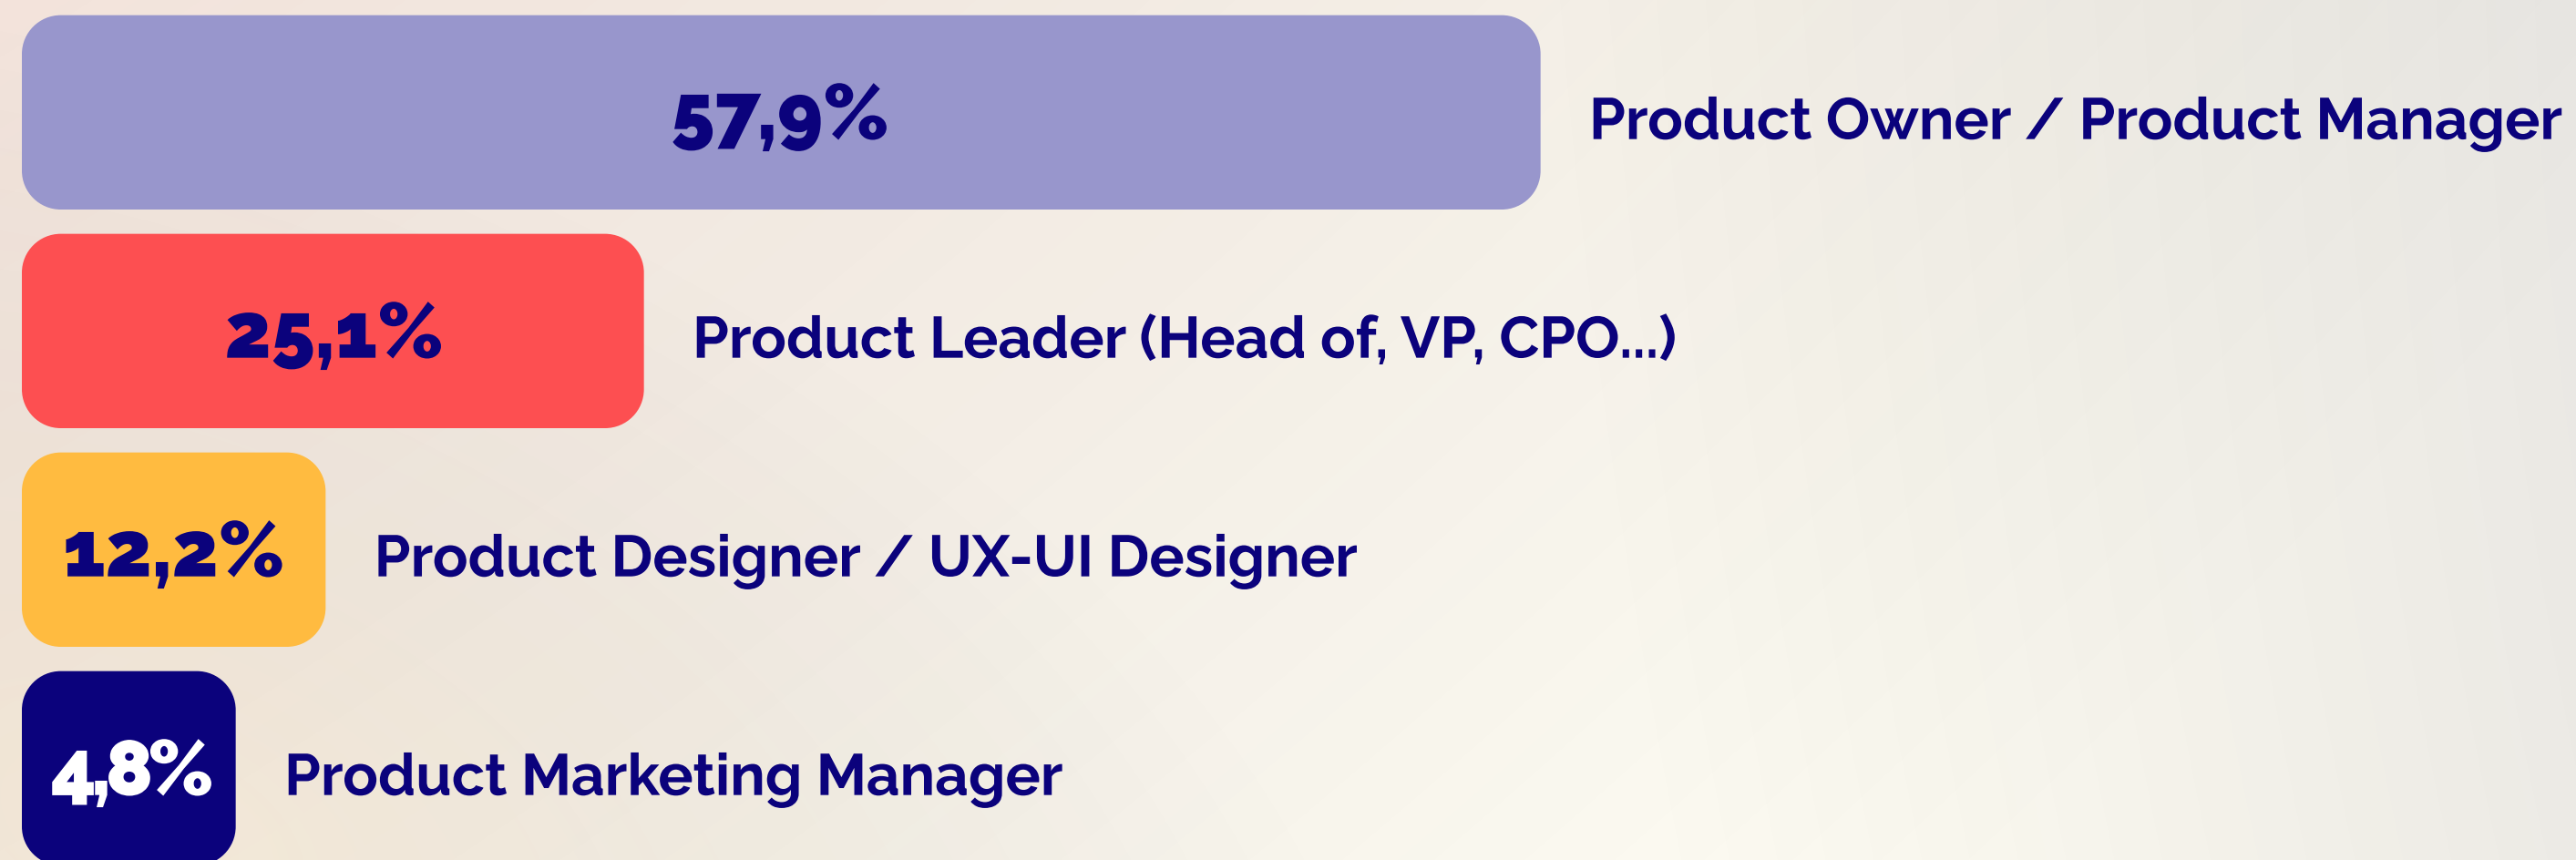 57,9% Product Owner / Product Manager
25,1% Product Leader (Head of, VP, CPO...)
12,2% Product Designer / UX-UI Designer
4,8% Product Marketing Manager